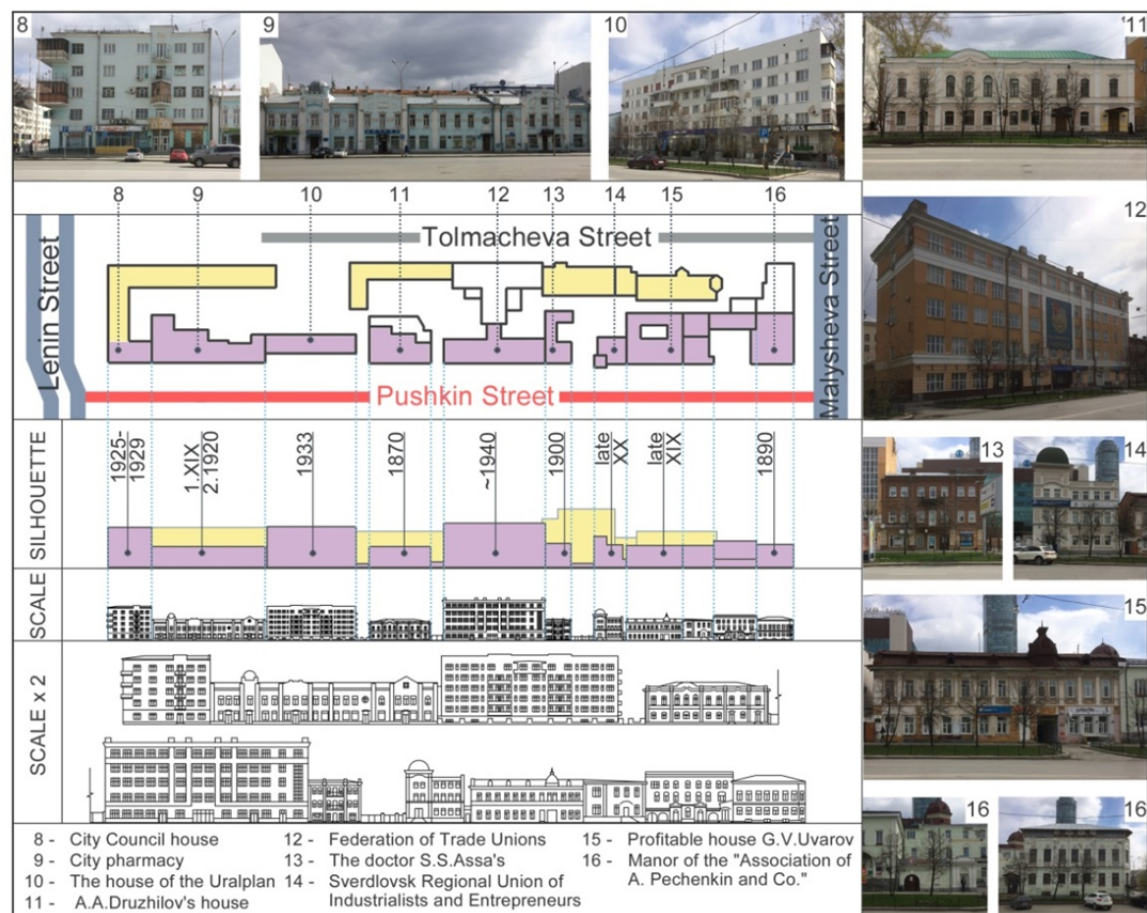 8
9
10
11
8 9 10 11 12 13 14 15 16
12
Tolmacheva Street
Lenin Street
Malysheva Street
Pushkin Street
SILHOUETTE
1925-
1929
1.XIX
2.1920
1933
1870
~1940
1900
late
XX
late
XIX
1890
13
14
SCALE
15
SCALE x 2
16
16
8 - City Council house
9 - City pharmacy
10 - The house of the Uralplan
11 - A.A.Druzhilov's house
12 - Federation of Trade Unions
13 - The doctor S.S.Assa's
14 - Sverdlovsk Regional Union of
Industrialists and Entrepreneurs
15 - Profitable house G.V.Uvarov
16 - Manor of the "Association of
A. Pechenkin and Co."
WORKS